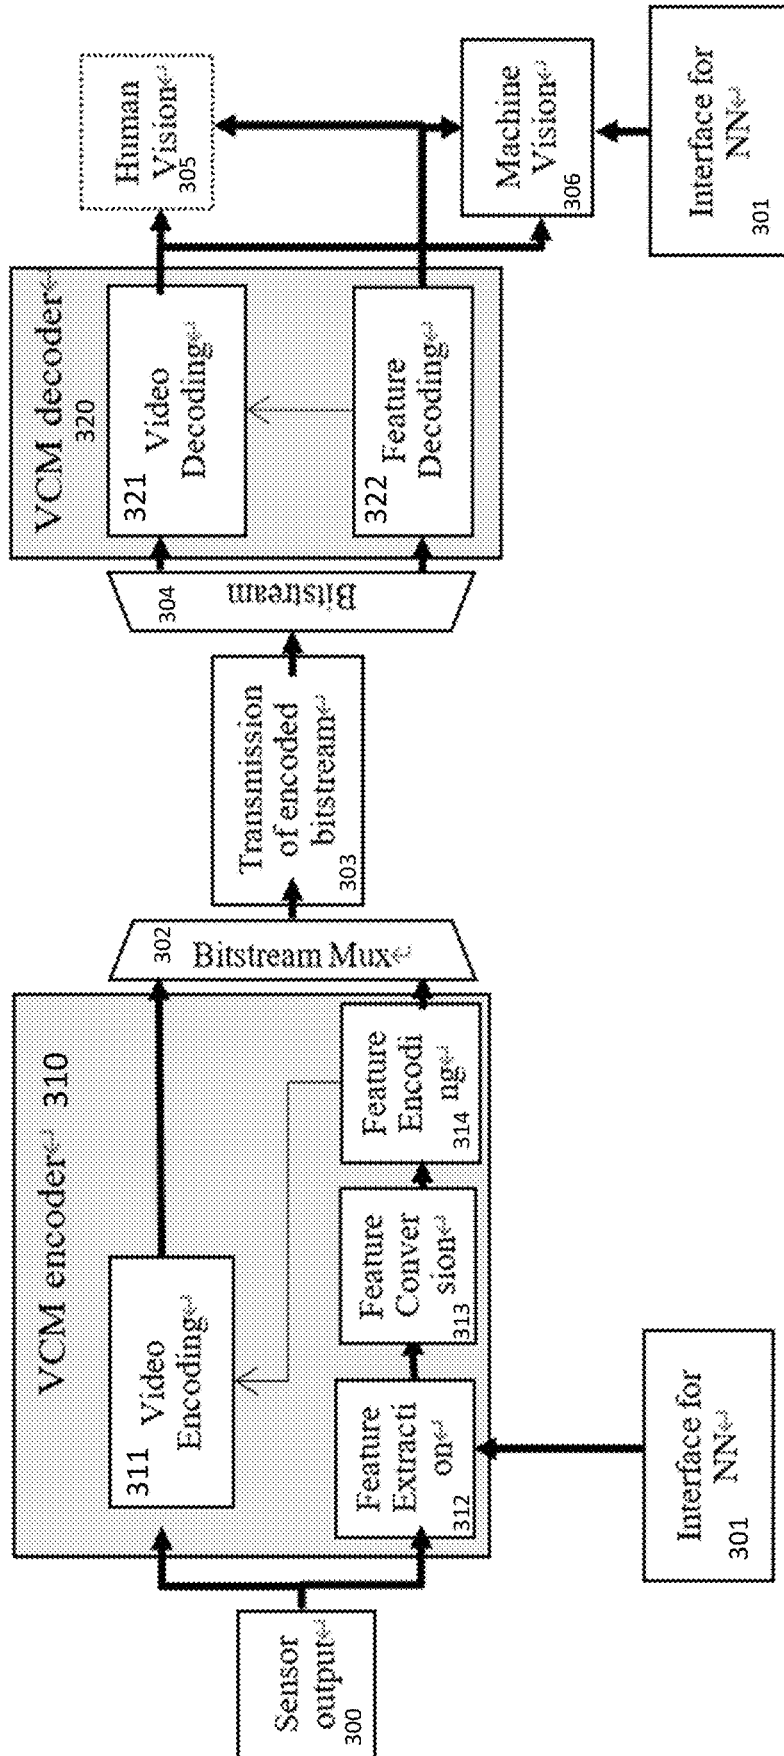 Sensor
output↵
300
VCM encoder↵ 310
311
Video
Encoding↵
Feature
Extracti
on↵
312
Feature
Conver
sion↵
313
Feature
Encodi
ng↵
314
Interface for
NN↵
301
302
Bitstream Mux↵
Transmission
of encoded
bitstream↵
303
304
Bitstream
VCM decoder↵
320
321
Video
Decoding↵
322
Feature
Decoding↵
Human
Vision↵
305
Machine
Vision↵
306
Interface for
NN↵
301